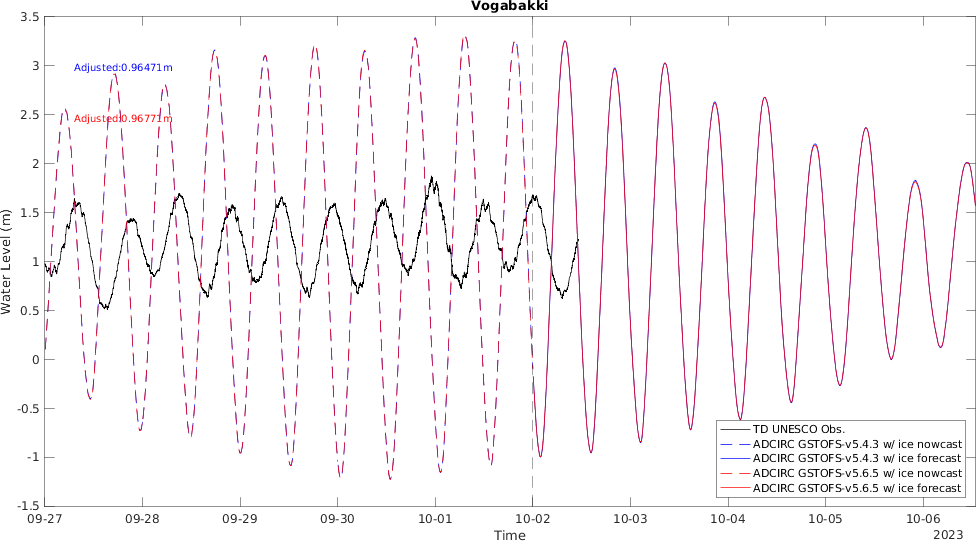 Vogabakki
3.5
3
2.5
2
1.5
1
0.5
0
-0.5
-1
-1.5
Water Level (m)
Adjusted:0.96471m
Adjusted:0.96771m
TD UNESCO Obs.
ADCIRC GSTOFS-v5.4.3 w/ ice nowcast
ADCIRC GSTOFS-v5.4.3 w/ ice forecast
ADCIRC GSTOFS-v5.6.5 w/ ice nowcast
ADCIRC GSTOFS-v5.6.5 w/ ice forecast
09-27 09-28 09-29 09-30 10-01 10-02 10-03 10-04 10-05 10-06
Time
2023